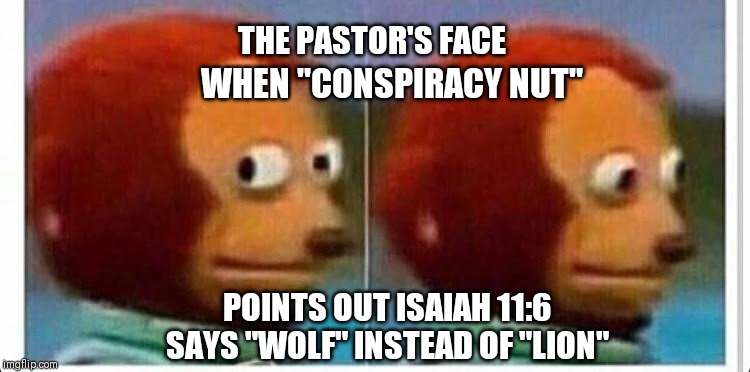 THE PASTOR'S FACE
WHEN "CONSPIRACY NUT"
POINTS OUT ISAIAH 11:6
SAYS "WOLF" INSTEAD OF "LION"
imgflip.com